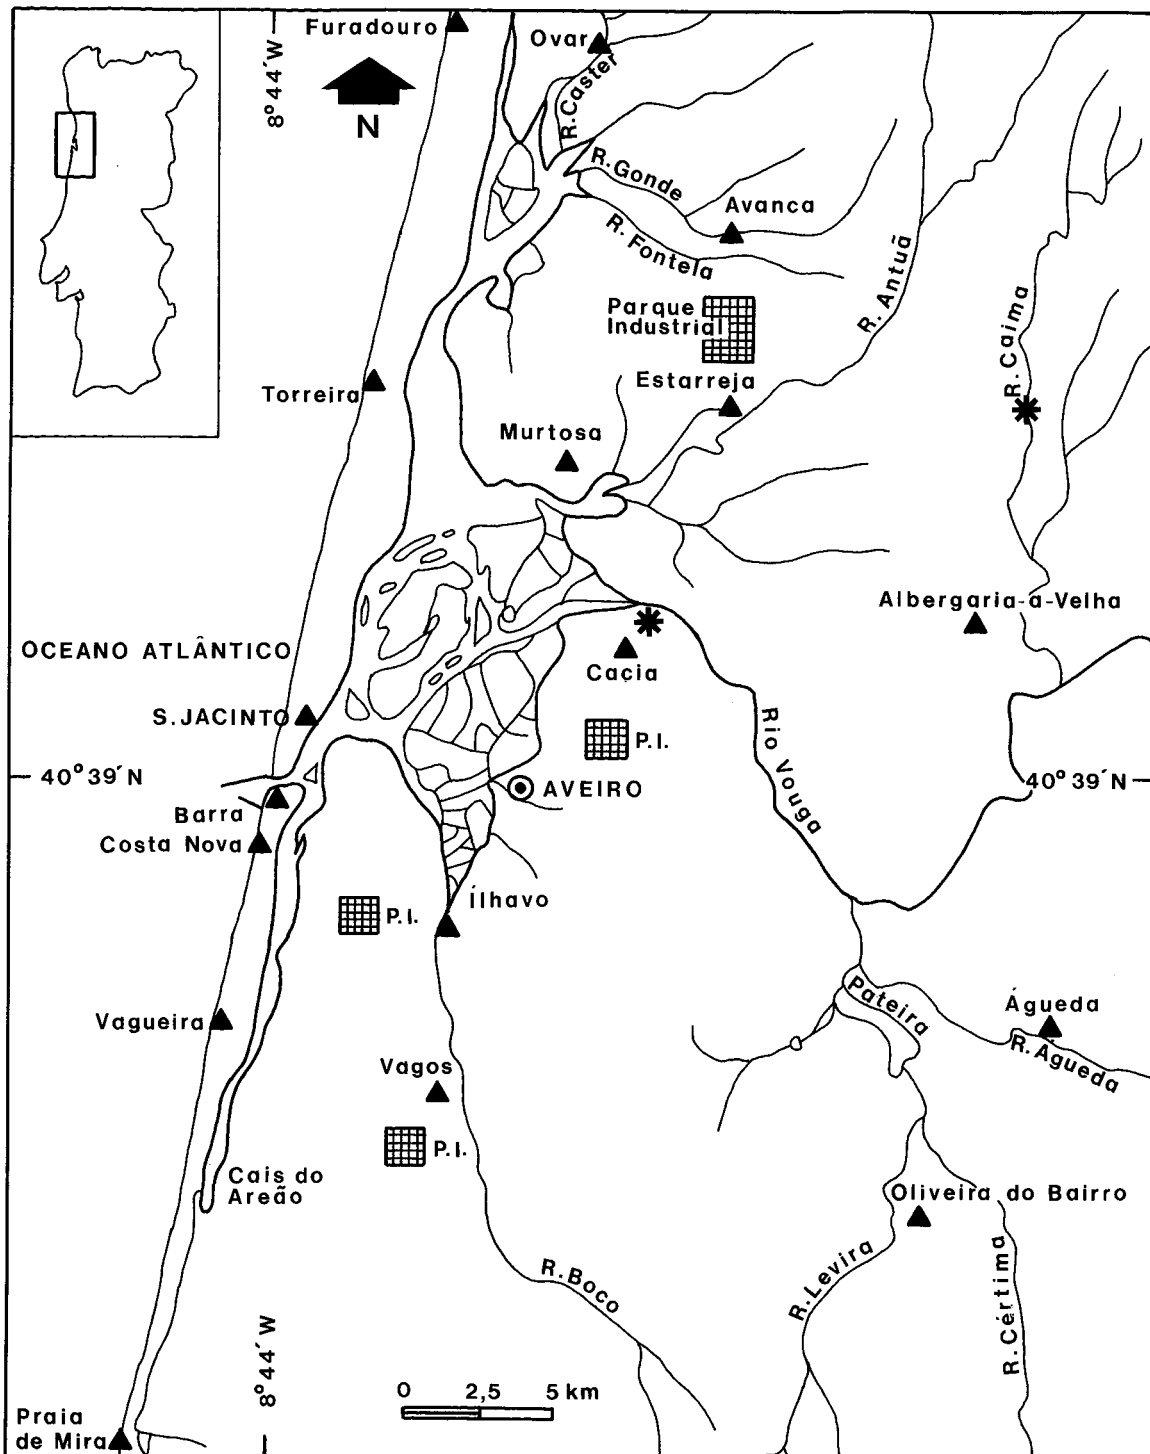 Furadouro
Ovar
8°44´W
N
R.Caster
R.Gonde
Avanca
R. Fontela
R. Antuã
R. Caima
Parque
Industrial
Estarreja
Torreira
Murtosa
Albergaria-a-Velha
OCEANO ATLÂNTICO
Caçia
S.JACINTO
P.I.
Rio Vouga
40°39´N
40°39´N
AVEIRO
Barra
Costa Nova
Ílhavo
P.I.
Pateira
Águeda
R.Águeda
Vagueira
Vagos
P.I.
Cais do
Areão
Oliveira do Bairro
R.Levira
R.Cértima
R.Boco
8°44´W
0 2,5 5 km
Praia
de Mira